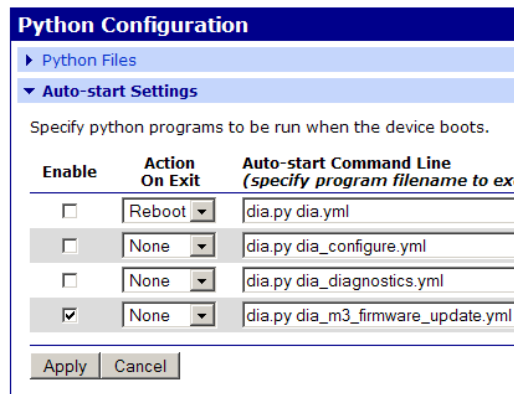 Python Configuration
Python Files
Auto-start Settings
Specify python programs to be run when the device boots.
Enable Action On Exit Auto-start Command Line (specify program filename to
Reboot dia.py dia.yml
None dia.py dia_configure.yml
None dia.py dia_diagnostics.yml
None dia.py dia_m3_firmware_update.yml
Apply Cancel